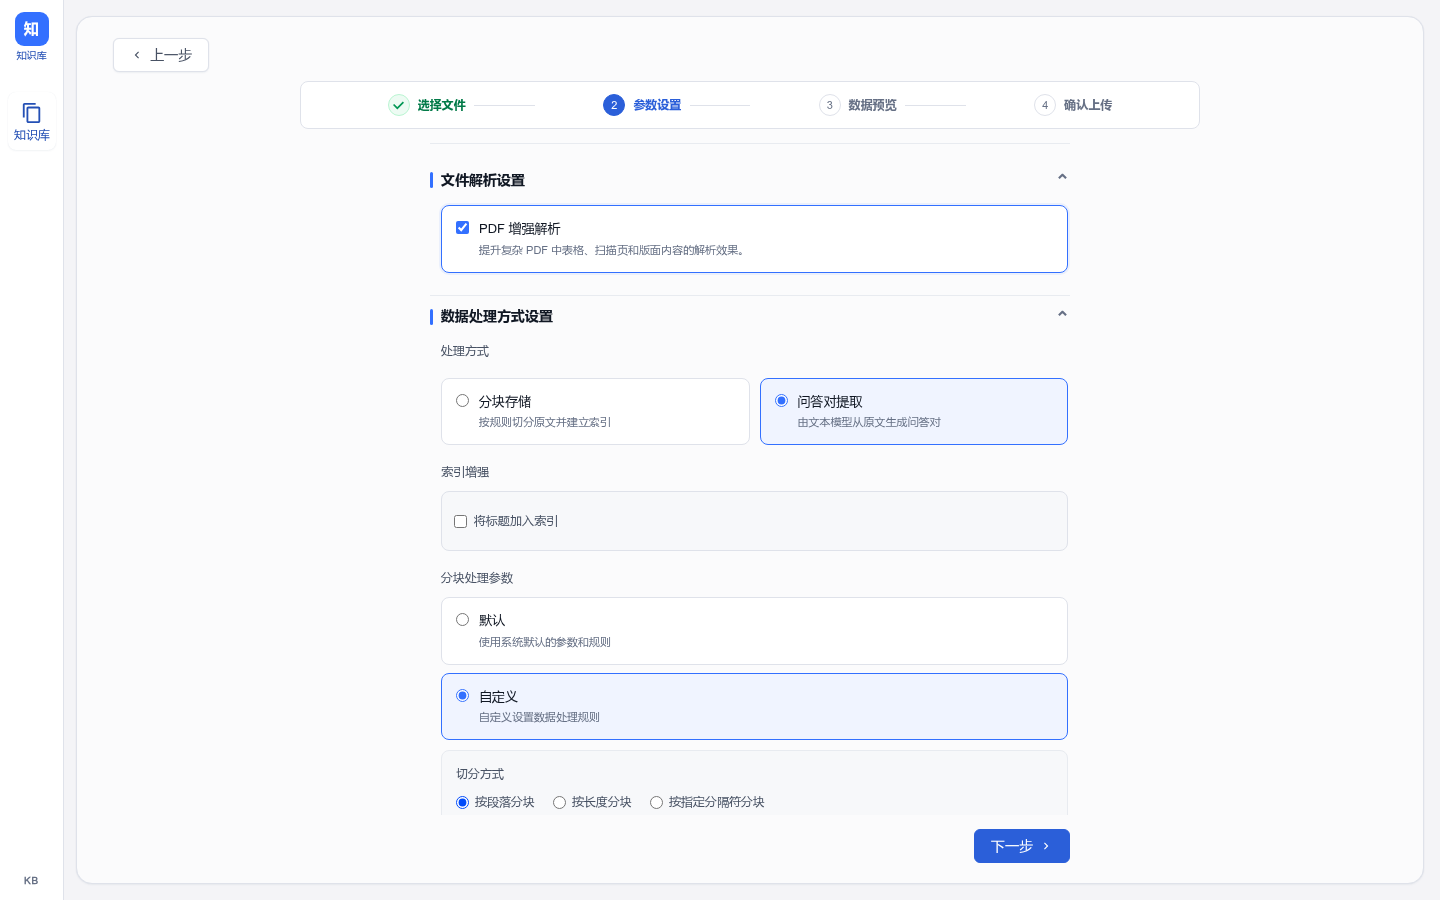 知
知识库
知识库
KB
上一步
选择文件
2 参数设置
3 数据预览
4 确认上传
文件解析设置
PDF 增强解析
提升复杂 PDF 中表格、扫描页和版面内容的解析效果。
数据处理方式设置
处理方式
分块存储
按规则切分原文并建立索引
问答对提取
由文本模型从原文生成问答对
索引增强
将标题加入索引
分块处理参数
默认
使用系统默认的参数和规则
自定义
自定义设置数据处理规则
切分方式
按段落分块 按长度分块 按指定分隔符分块
下一步